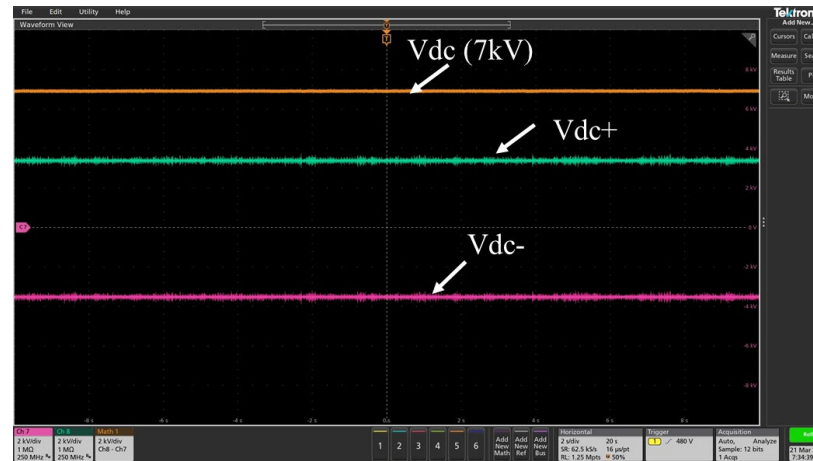 File Edit Utility Help
Tektron
Waveform View
Add New...
Cursors Cal
Measure Sea
Results Table P
Mo
T
Vdc (7kV)
8 kV
6 kV
Vdc+
4 kV
2 kV
C7
0 V
Vdc-
-2 kV
-4 kV
-6 kV
-8 kV
-8 s -6 s -4 s -2 s 0 s 2 s 4 s 6 s 8 s
Ch 7 Ch 8 Math 1
2 kV/div 2 kV/div 2 kV/div
1 MΩ 1 MΩ Ch8 - Ch7
250 MHz 250 MHz
1 2 3 4 5 6
Add New Math Add New Ref Add New Bus
Horizontal
2 s/div 20 s
SR: 62.5 kS/s 16 µs/pt
RL: 1.25 Mpts 50%
Trigger
1 480 V
Acquisition
Auto, Analyze
Sample: 12 bits
1 Acqs
21 Mar
7:34:39